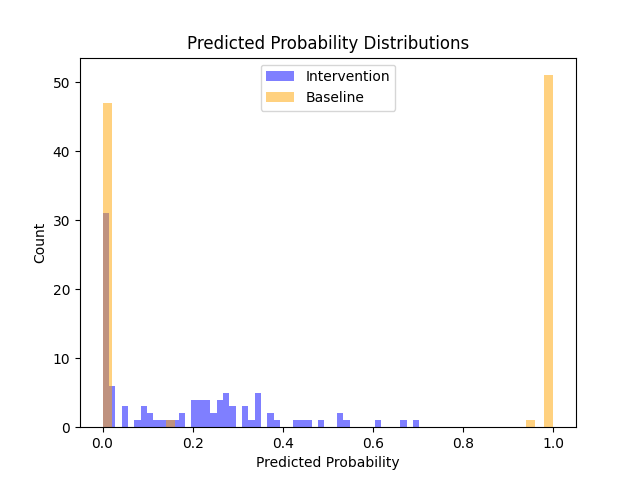 Predicted Probability Distributions
Intervention
Baseline
Count
50
40
30
20
10
0
0.0 0.2 0.4 0.6 0.8 1.0
Predicted Probability